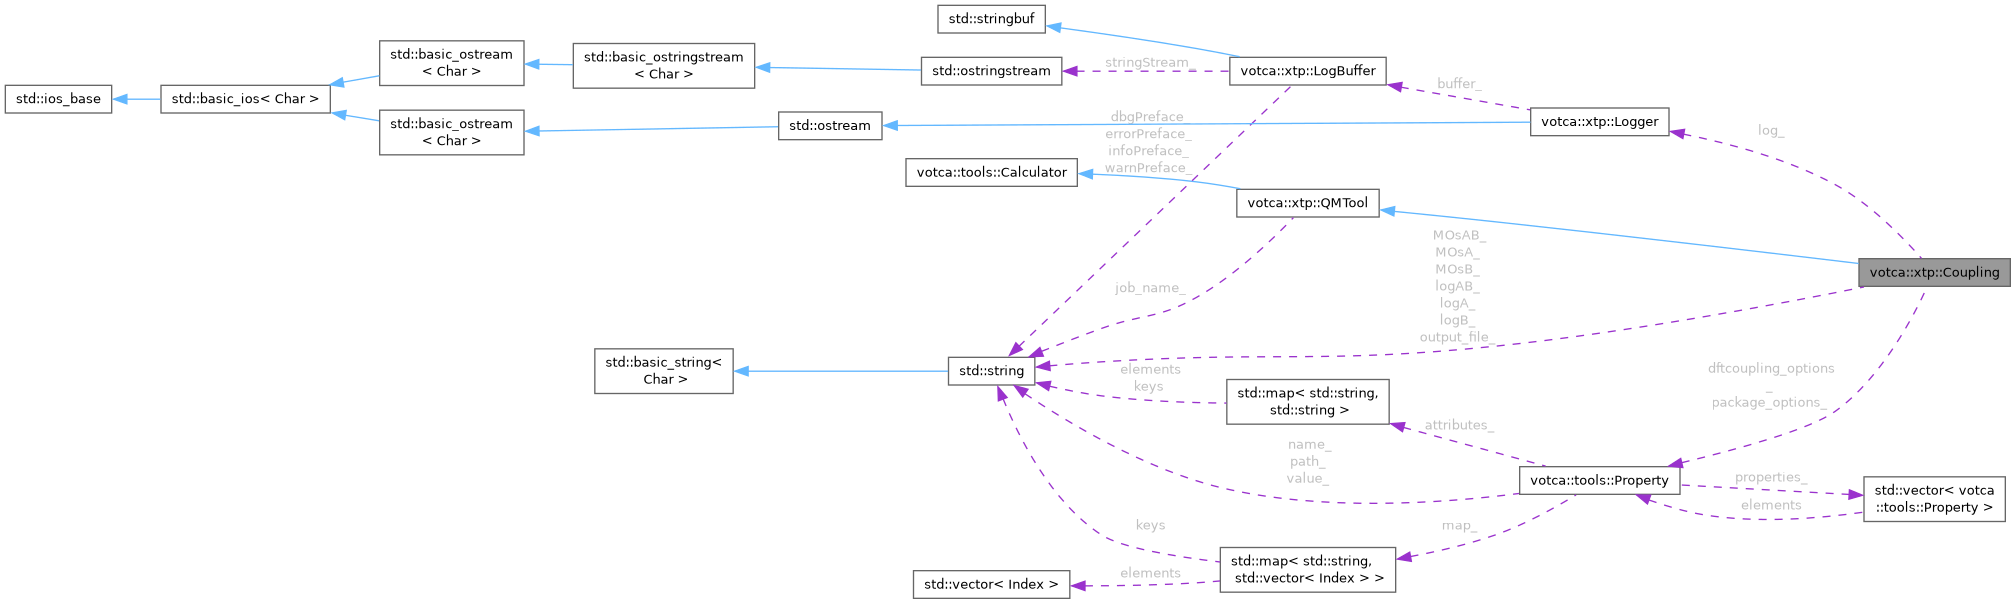 std::stringbuf
std::basic_ostream
< Char >
std::basic_ostringstream
< Char >
std::ostringstream
stringStream_
votca::xtp::LogBuffer
buffer_
std::ios_base
std::basic_ios< Char >
std::basic_ostream
< Char >
std::ostream
dbgPreface_
errorPreface_
infoPreface_
warnPreface_
votca::xtp::Logger
log_
votca::tools::Calculator
votca::xtp::QMTool
MOsAB_
MOsA_
MOsB_
logAB_
logA_
logB_
output_file_
votca::xtp::Coupling
job_name_
std::basic_string<
Char >
std::string
elements
keys
std::map< std::string,
std::string >
dftcoupling_options
_
package_options_
attributes_
name_
path_
value_
votca::tools::Property
properties_
elements
std::vector< votca
::tools::Property >
keys
map_
elements
std::map< std::string,
std::vector< Index > >
std::vector< Index >